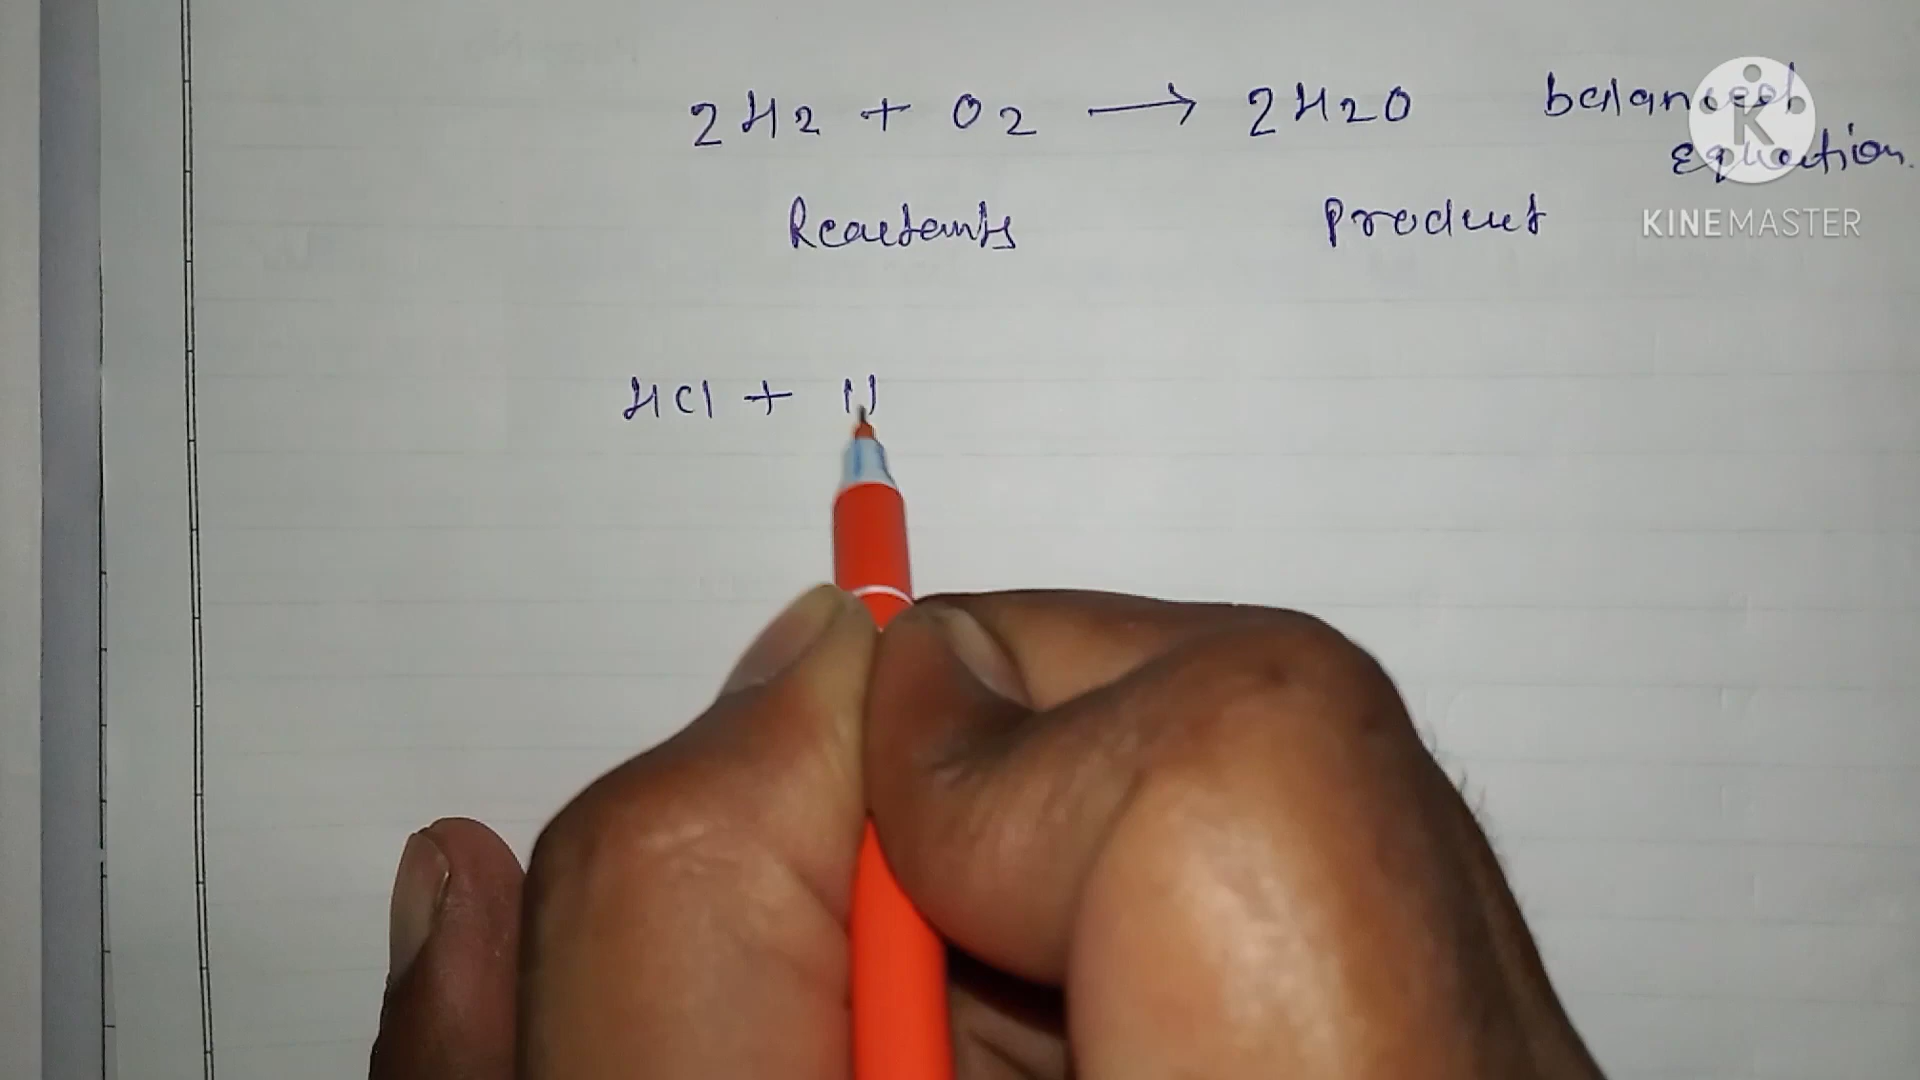 2H2 + O2 → 2H2O balanced
equation.
Reactants Product
KINEMASTER
HCl +